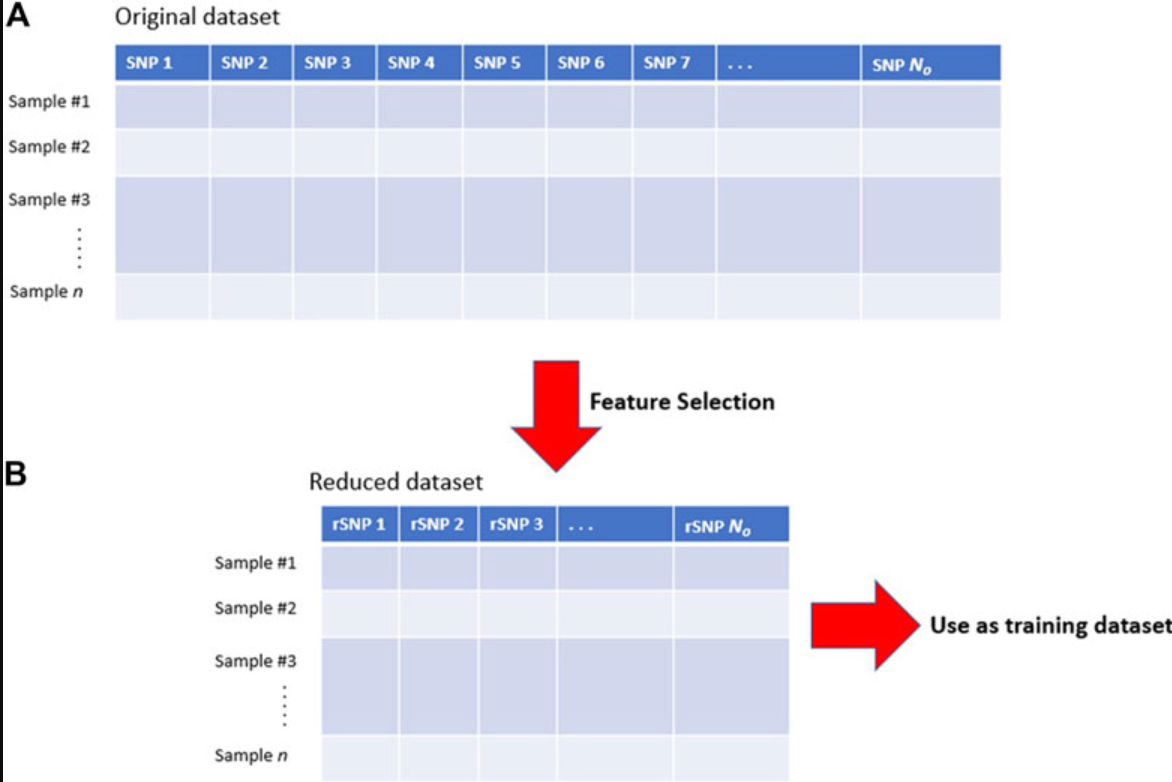 A
Original dataset
SNP 1 SNP 2 SNP 3 SNP 4 SNP 5 SNP 6 SNP 7 ... SNP No
Sample #1
Sample #2
Sample #3
Sample n
Feature Selection
B
Reduced dataset
rSNP 1 rSNP 2 rSNP 3 ... rSNP No
Sample #1
Sample #2
Use as training dataset
Sample #3
Sample n